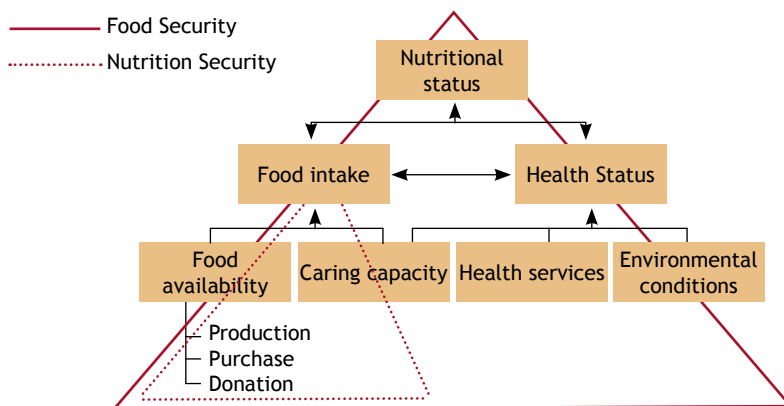 Food Security
Nutrition Security
Nutritional
status
Food intake
Health Status
Food
availability
Caring capacity
Health services
Environmental
conditions
Production
Purchase
Donation